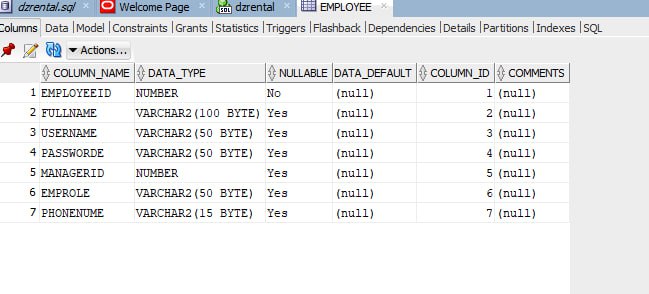 dzrental.sql Welcome Page dzrental EMPLOYEE
Columns Data Model Constraints Grants Statistics Triggers Flashback Dependencies Details Partitions Indexes SQL
Actions...
COLUMN_NAME DATA_TYPE NULLABLE DATA_DEFAULT COLUMN_ID COMMENTS
1 EMPLOYEEID NUMBER No (null) 1 (null)
2 FULLNAME VARCHAR2(100 BYTE) Yes (null) 2 (null)
3 USERNAME VARCHAR2(50 BYTE) Yes (null) 3 (null)
4 PASSWORDE VARCHAR2(50 BYTE) Yes (null) 4 (null)
5 MANAGERID NUMBER Yes (null) 5 (null)
6 EMPROLE VARCHAR2(50 BYTE) Yes (null) 6 (null)
7 PHONENUME VARCHAR2(15 BYTE) Yes (null) 7 (null)